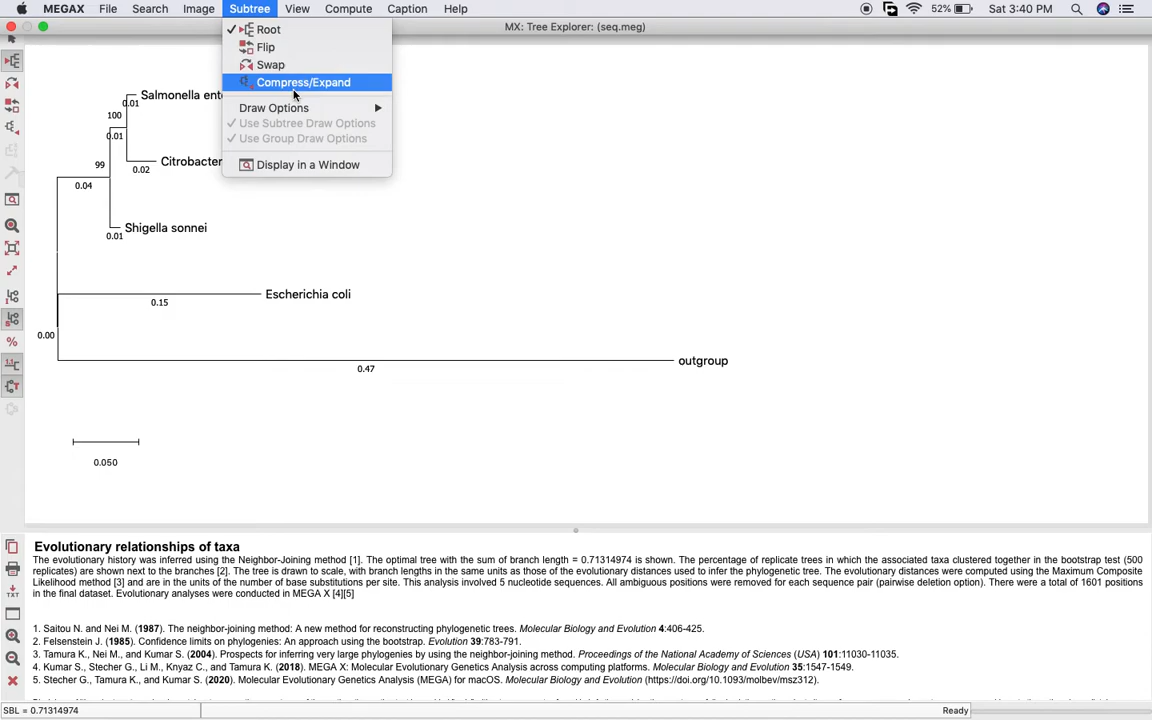 MEGAX File Search Image Subtree View Compute Caption Help 52% Sat 3:40 PM
MX: Tree Explorer: (seq.meg)
Root
Flip
Swap
Compress/Expand
Draw Options
Use Subtree Draw Options
Use Group Draw Options
Display in a Window
Salmonella ent
0.01
100
0.01
99
Citrobacter
0.02
0.04
Shigella sonnei
0.01
Escherichia coli
0.15
0.00
outgroup
0.47
0.050
Evolutionary relationships of taxa
The evolutionary history was inferred using the Neighbor-Joining method [1]. The optimal tree with the sum of branch length = 0.71314974 is shown. The percentage of replicate trees in which the associated taxa clustered together in the bootstrap test (500
replicates) are shown next to the branches [2]. The tree is drawn to scale, with branch lengths in the same units as those of the evolutionary distances used to infer the phylogenetic tree. The evolutionary distances were computed using the Maximum Composite
Likelihood method [3] and are in the units of the number of base substitutions per site. This analysis involved 5 nucleotide sequences. All ambiguous positions were removed for each sequence pair (pairwise deletion option). There were a total of 1601 positions
in the final dataset. Evolutionary analyses were conducted in MEGA X [4][5]
1. Saitou N. and Nei M. (1987). The neighbor-joining method: A new method for reconstructing phylogenetic trees. Molecular Biology and Evolution 4:406-425.
2. Felsenstein J. (1985). Confidence limits on phylogenies: An approach using the bootstrap. Evolution 39:783-791.
3. Tamura K., Nei M., and Kumar S. (2004). Prospects for inferring very large phylogenies by using the neighbor-joining method. Proceedings of the National Academy of Sciences (USA) 101:11030-11035.
4. Kumar S., Stecher G., Li M., Knyaz C., and Tamura K. (2018). MEGA X: Molecular Evolutionary Genetics Analysis across computing platforms. Molecular Biology and Evolution 35:1547-1549.
5. Stecher G., Tamura K., and Kumar S. (2020). Molecular Evolutionary Genetics Analysis (MEGA) for macOS. Molecular Biology and Evolution (https://doi.org/10.1093/molbev/msz312).
SBL = 0.71314974
Ready